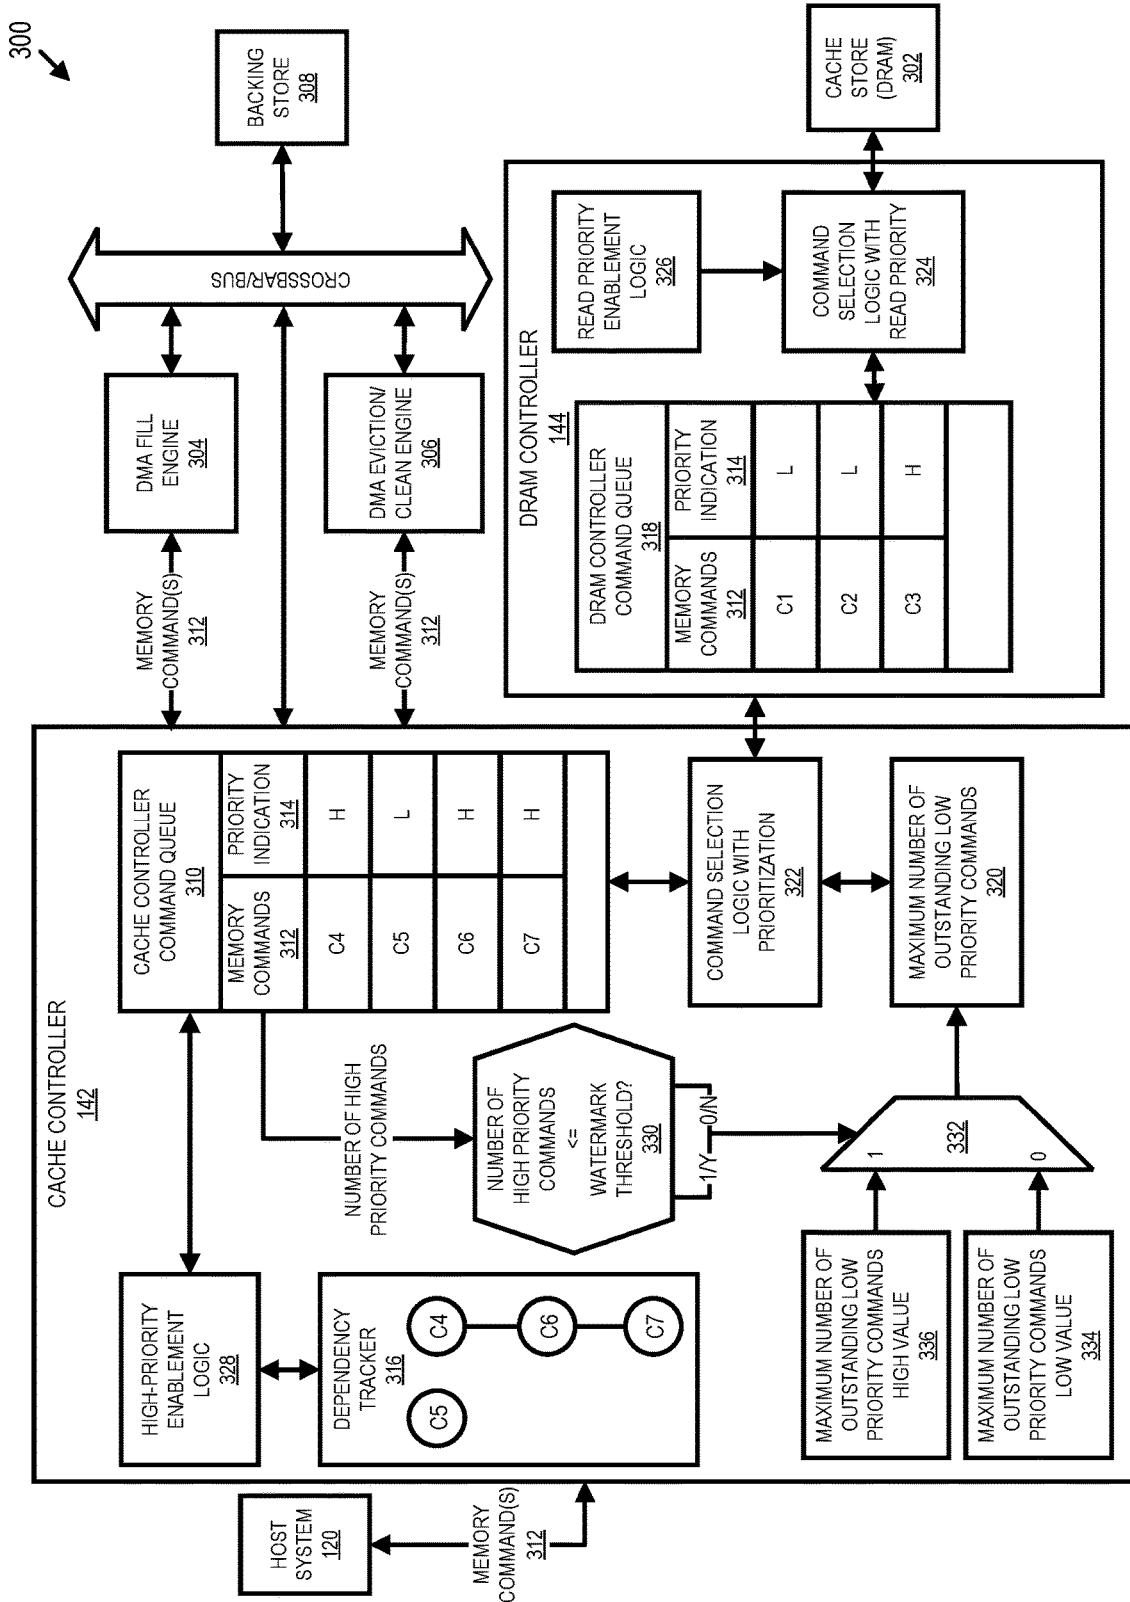 300
HOST
SYSTEM
120
MEMORY
COMMAND(S)
312
CACHE CONTROLLER
142
HIGH-PRIORITY
ENABLEMENT
LOGIC
328
DEPENDENCY
TRACKER
316
C5
C4
C6
C7
CACHE CONTROLLER
COMMAND QUEUE
310
MEMORY
COMMANDS
312
PRIORITY
INDICATION
314
C4
H
C5
L
C6
H
C7
H
NUMBER OF HIGH
PRIORITY COMMANDS
NUMBER OF
HIGH PRIORITY
COMMANDS
<=
WATERMARK
THRESHOLD?
330
1/Y
0/N
MAXIMUM NUMBER OF
OUTSTANDING LOW
PRIORITY COMMANDS
HIGH VALUE
336
MAXIMUM NUMBER OF
OUTSTANDING LOW
PRIORITY COMMANDS
LOW VALUE
334
1
332
0
COMMAND SELECTION
LOGIC WITH
PRIORITIZATION
322
MAXIMUM NUMBER OF
OUTSTANDING LOW
PRIORITY COMMANDS
320
MEMORY
COMMAND(S)
312
MEMORY
COMMAND(S)
312
DMA FILL
ENGINE
304
DMA EVICTION/
CLEAN ENGINE
306
CROSSBAR/BUS
BACKING
STORE
308
DRAM CONTROLLER
144
DRAM CONTROLLER
COMMAND QUEUE
318
MEMORY
COMMANDS
312
PRIORITY
INDICATION
314
C1
L
C2
L
C3
H
READ PRIORITY
ENABLEMENT
LOGIC
326
COMMAND
SELECTION
LOGIC WITH
READ PRIORITY
324
CACHE
STORE
(DRAM)
302